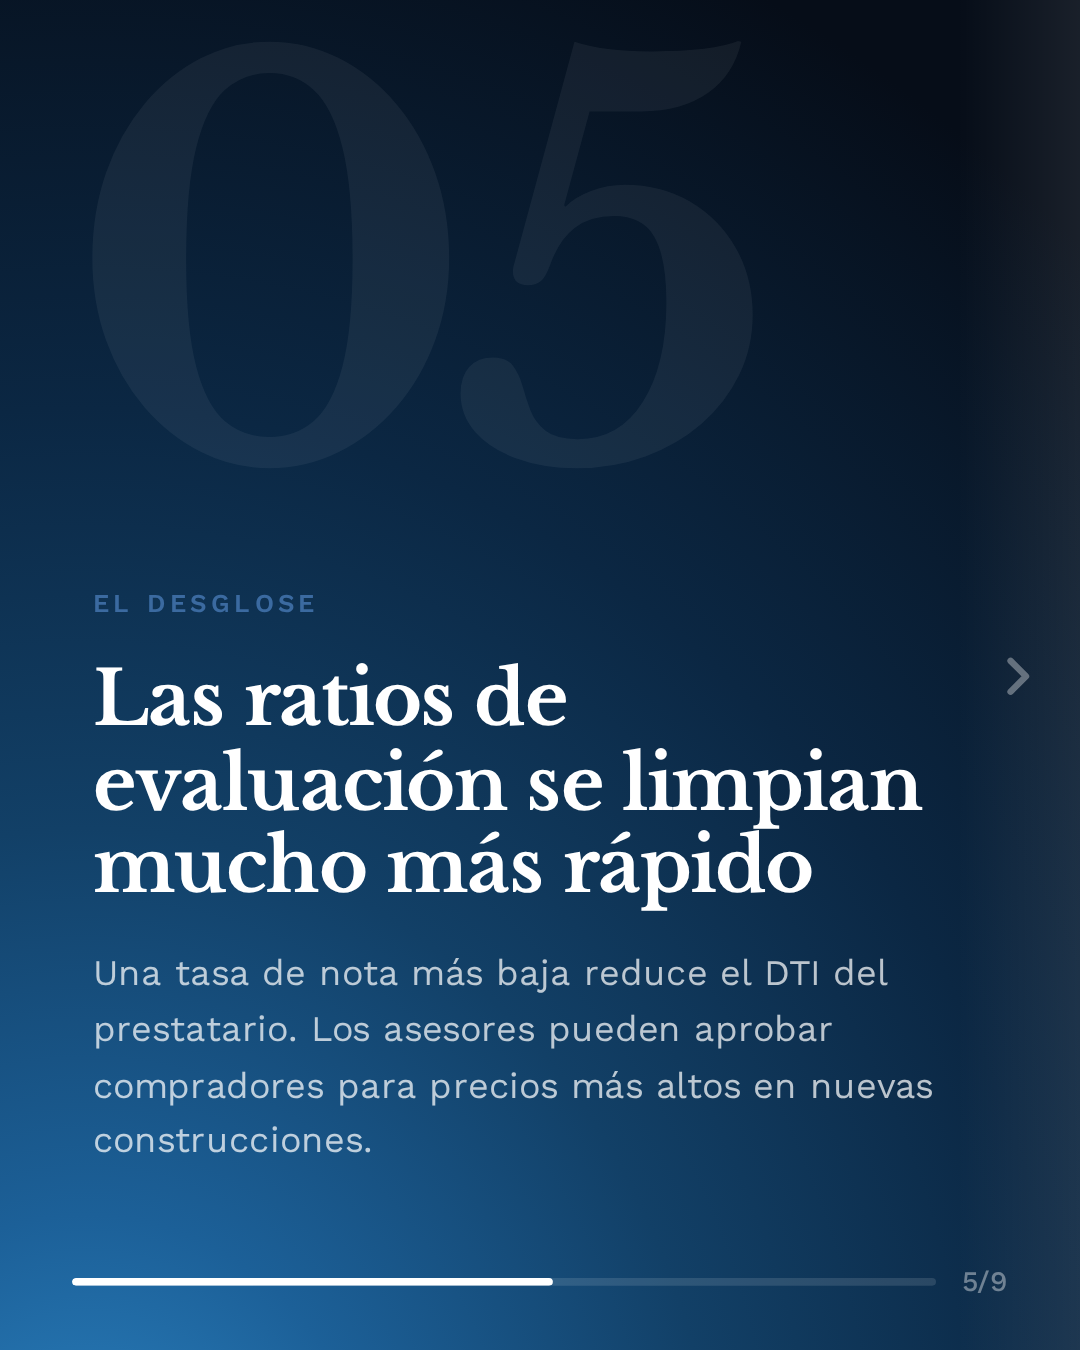 05
EL DESGLOSE
Las ratios de
evaluación se limpian
mucho más rápido
Una tasa de nota más baja reduce el DTI del
prestatario. Los asesores pueden aprobar
compradores para precios más altos en nuevas
construcciones.
5/9